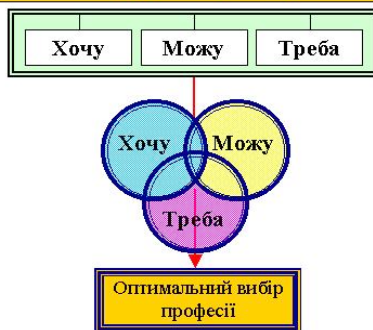 Хочу Можу Треба
Хочу Можу
Треба
Оптимальний вибір
професії